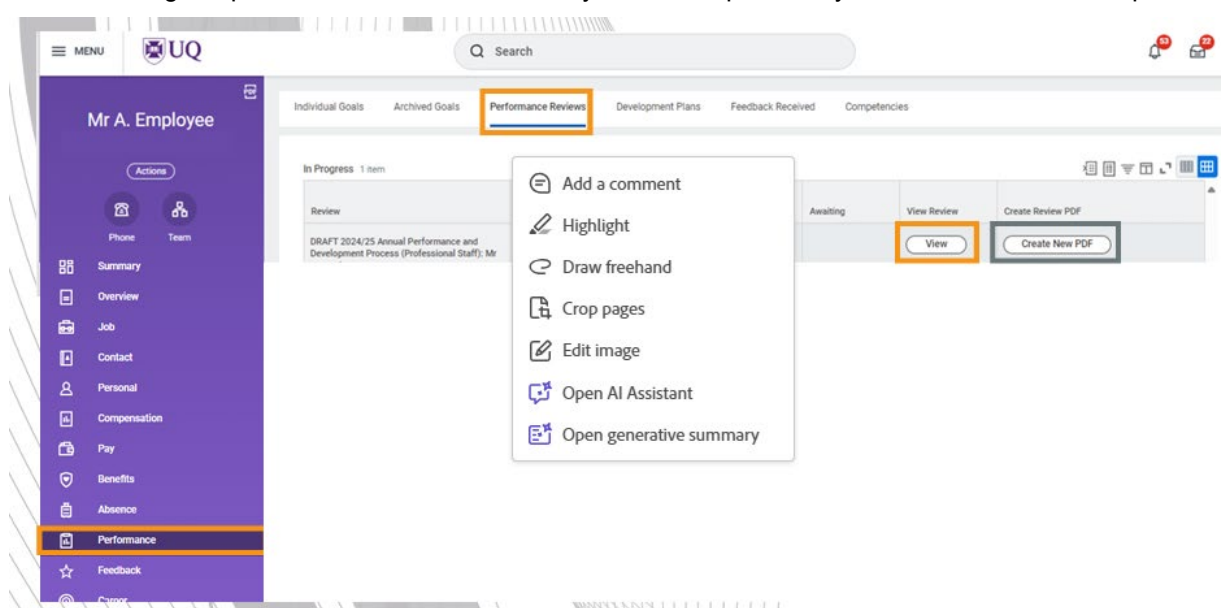 MENU
UQ
Search
53
22
Mr A. Employee
Actions
Phone
Team
Summary
Overview
Job
Contact
Personal
Compensation
Pay
Benefits
Absence
Performance
Feedback
Individual Goals
Archived Goals
Performance Reviews
Development Plans
Feedback Received
Competencies
In Progress 1 item
Review
Awaiting
View Review
Create Review PDF
DRAFT 2024/25 Annual Performance and
Development Process (Professional Staff): Mr
View
Create New PDF
Add a comment
Highlight
Draw freehand
Crop pages
Edit image
Open AI Assistant
Open generative summary